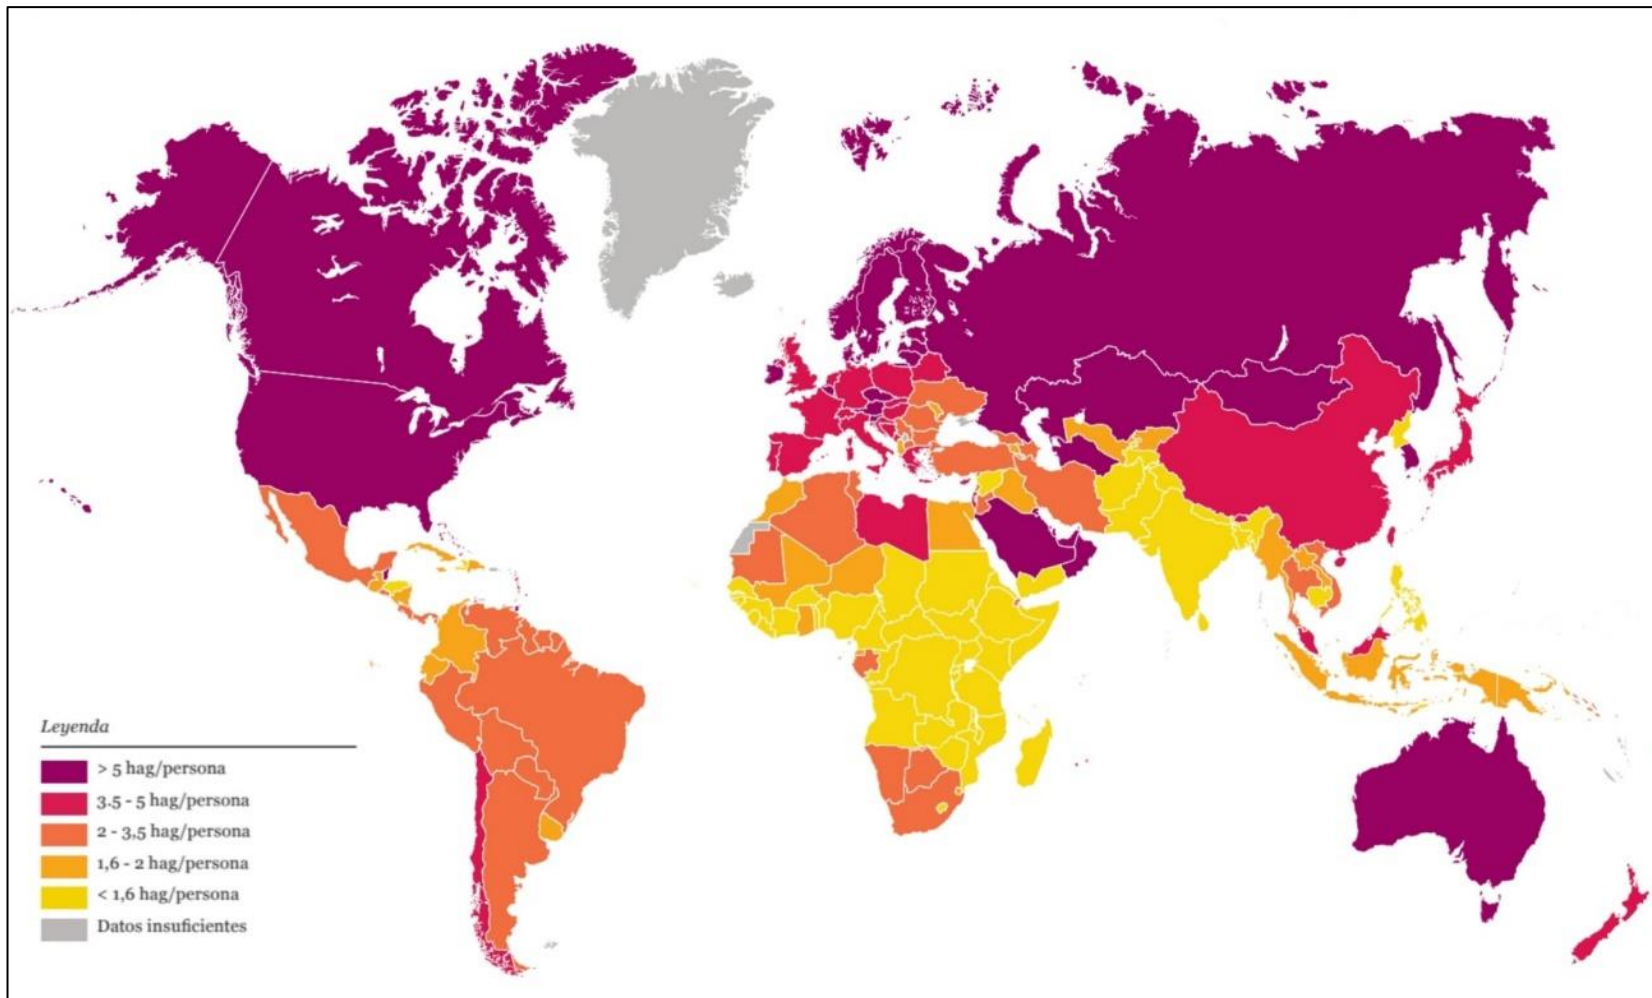 Leyenda
> 5 hag/persona
3.5 - 5 hag/persona
2 - 3,5 hag/persona
1,6 - 2 hag/persona
< 1,6 hag/persona
Datos insuficientes